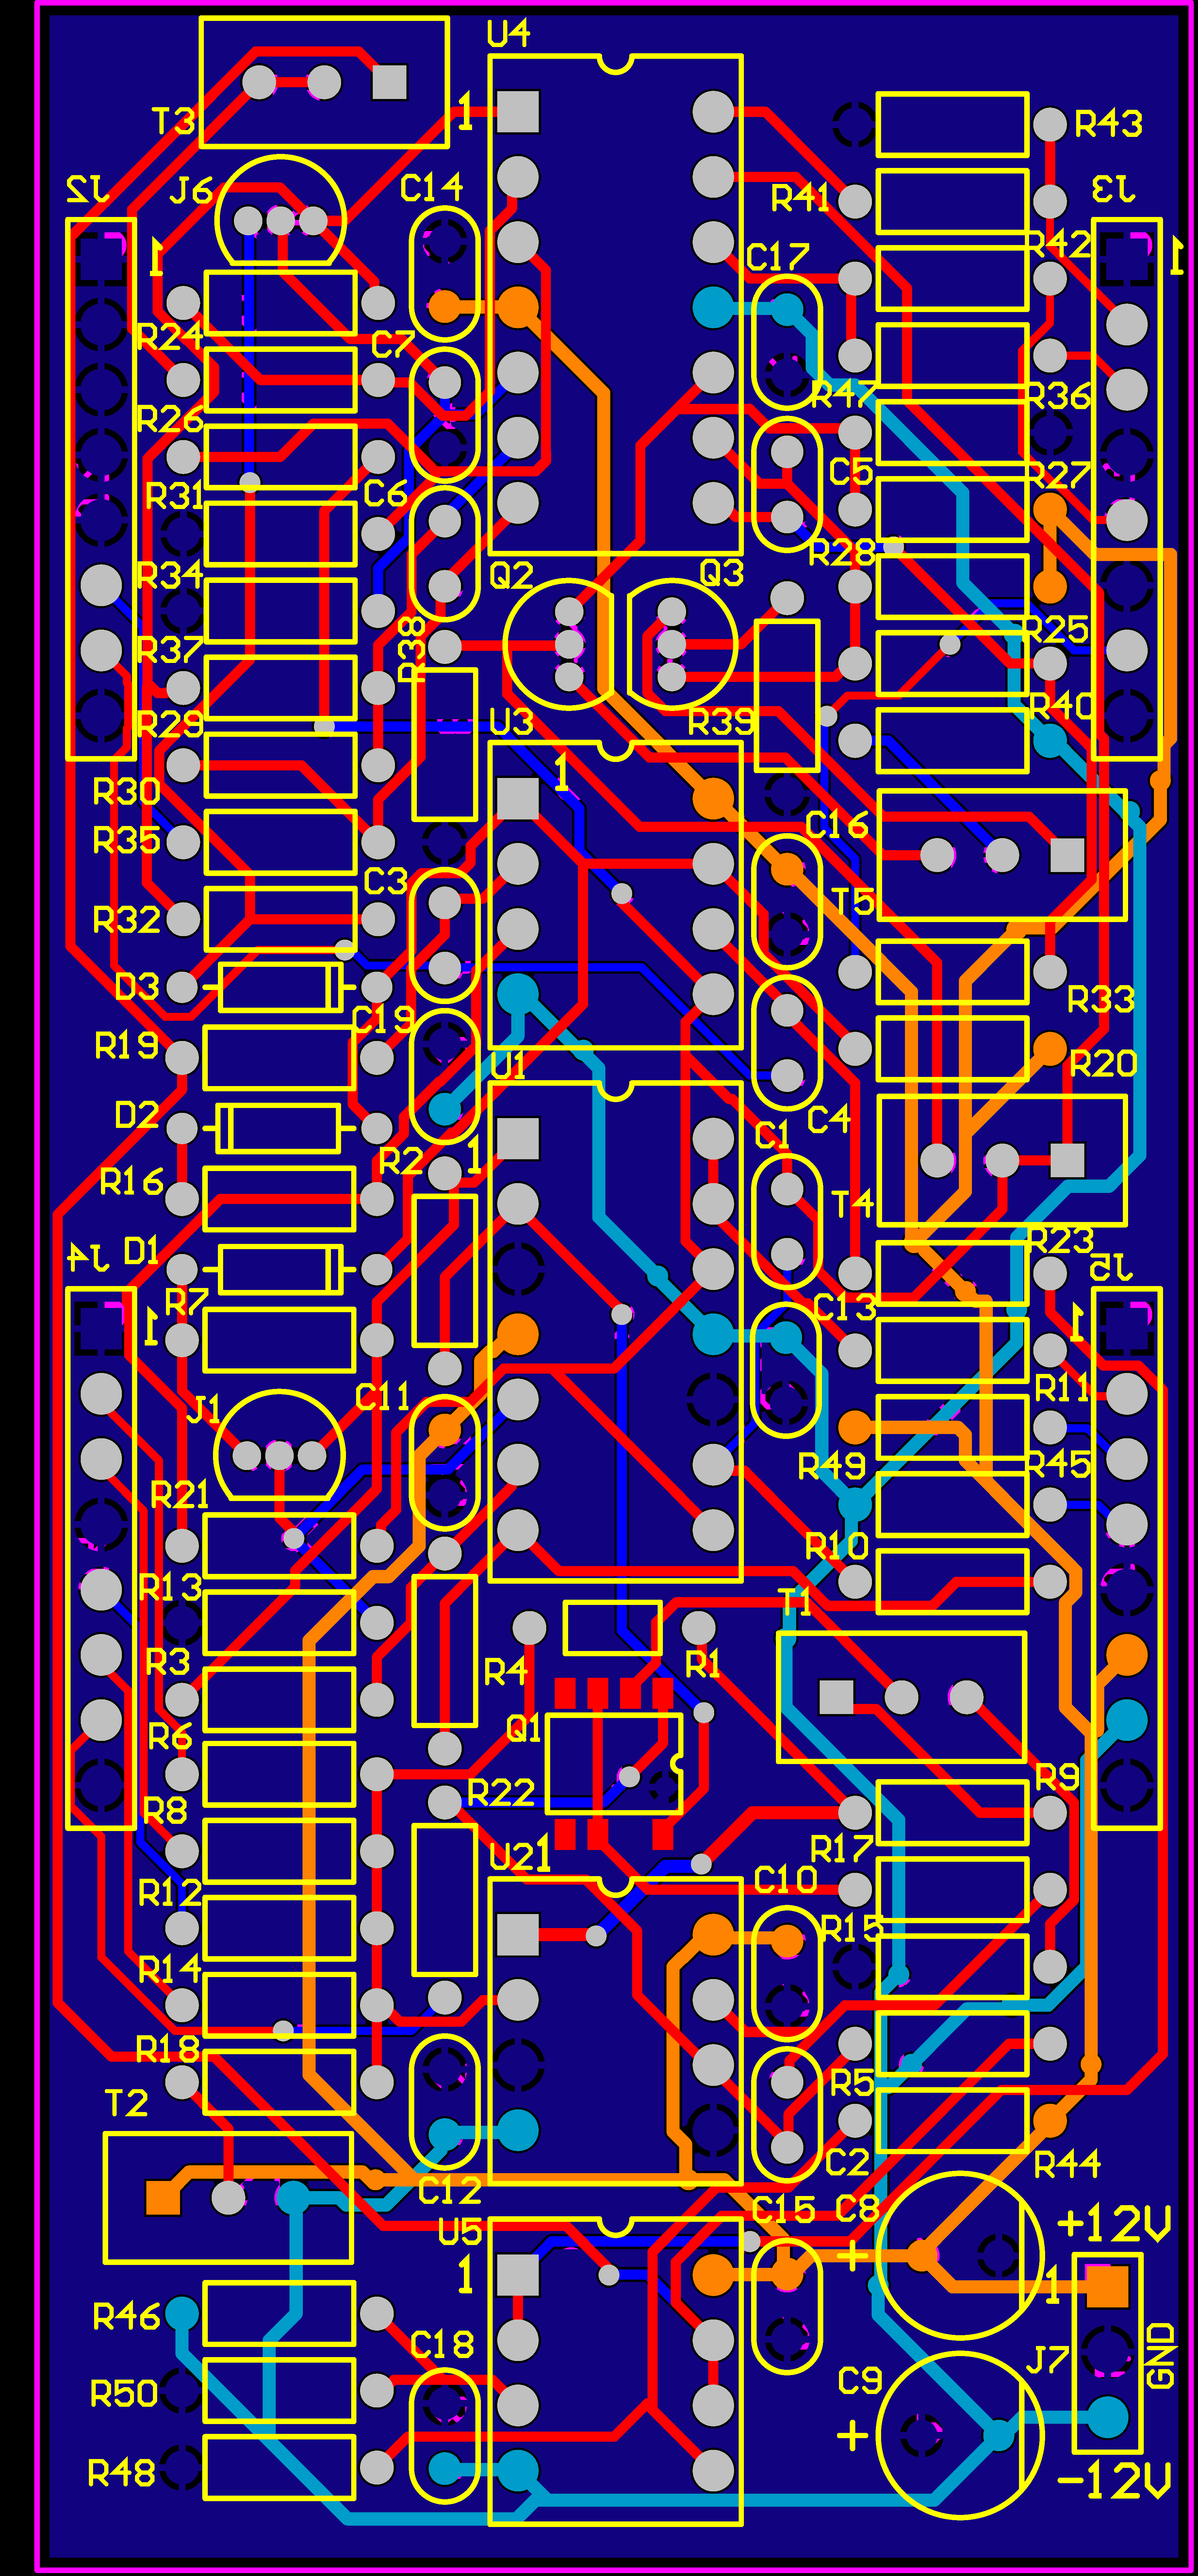 U4
T3
1
R43
J2
J6
C14
R41
J3
1
R42
1
C17
R24
C7
R47
R36
R26
C5
R27
R31
C6
R28
R34
Q2
Q3
R37
R38
R25
R29
U3
R39
R40
1
R30
C16
R35
C3
T5
R32
D3
C19
R33
R19
U1
R20
D2
C4
C1
R2
1
R16
T4
J4
D1
R23
J5
R7
C13
1
1
J1
C11
R11
R21
R49
R45
R10
R13
T1
R3
R4
R1
R6
Q1
R9
R22
R8
R17
U2
1
C10
R12
R15
R14
R18
R5
T2
C2
R44
C12
C15
C8
U5
+12V
1
+
1
R46
C18
J7
GND
R50
C9
+
R48
-12V